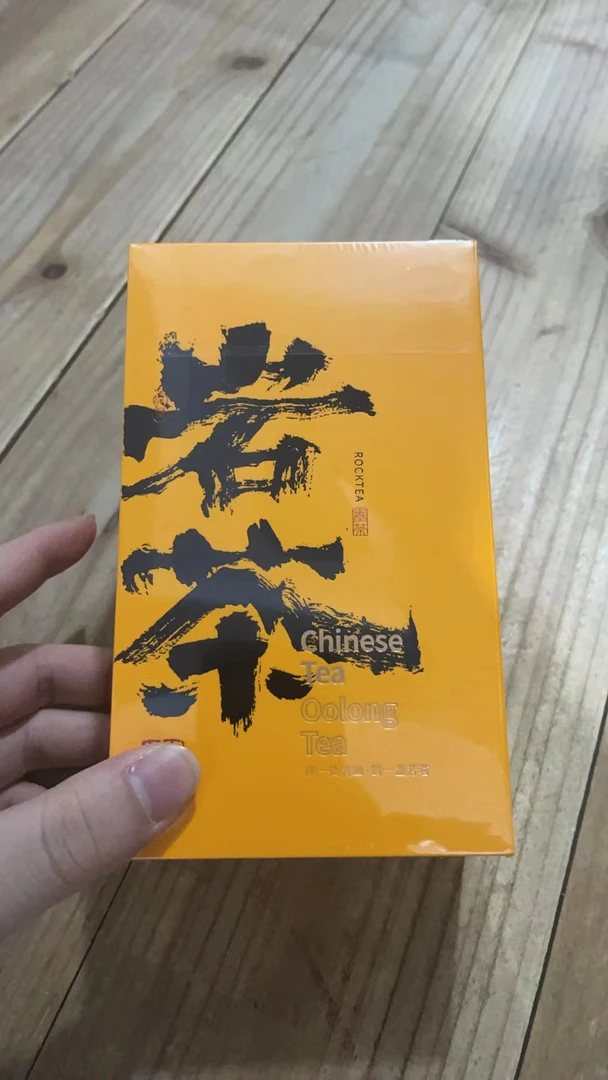 岩茶
ROCKTEA
Chinese
Tea
Oolong
Tea